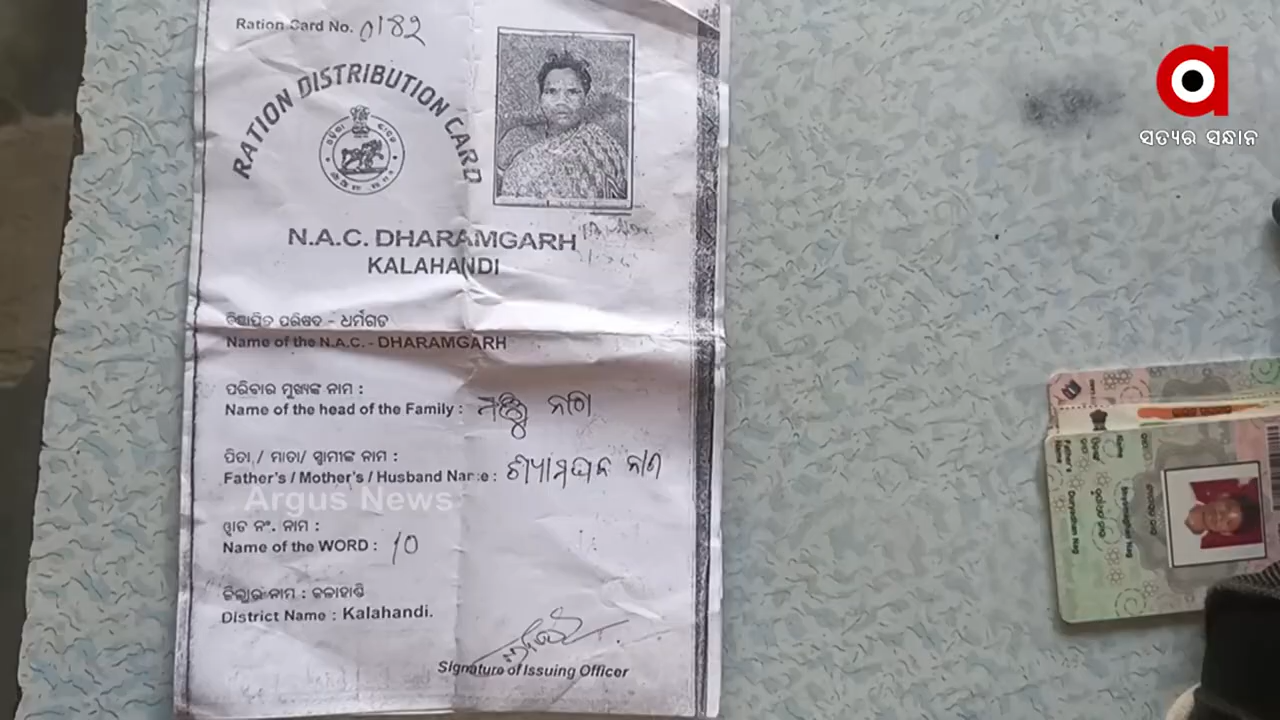 Ration Card No. 0182
RATION DISTRIBUTION CARD
N.A.C. DHARAMGARH
KALAHANDI
ବିଜ୍ଞାପିତ ପରିଷଦ - ଧର୍ମଗଡ
Name of the N.A.C. - DHARAMGARH
ପରିବାର ମୁଖ୍ୟଙ୍କ ନାମ :
Name of the head of the Family : ମଞ୍ଜୁ ନାଗ
ପିତା / ମାତା/ ସ୍ଵାମୀଙ୍କ ନାମ :
Father's / Mother's / Husband Name : ଶ୍ୟାମଘନ ନାଗ
Argus News
ୱାଡ ନଂ. ନାମ :
Name of the WORD : 10
ଜିଲ୍ଲାର ନାମ : କଳାହାଣ୍ଡି
District Name : Kalahandi.
Signature of Issuing Officer
ସତ୍ୟର ସନ୍ଧାନ